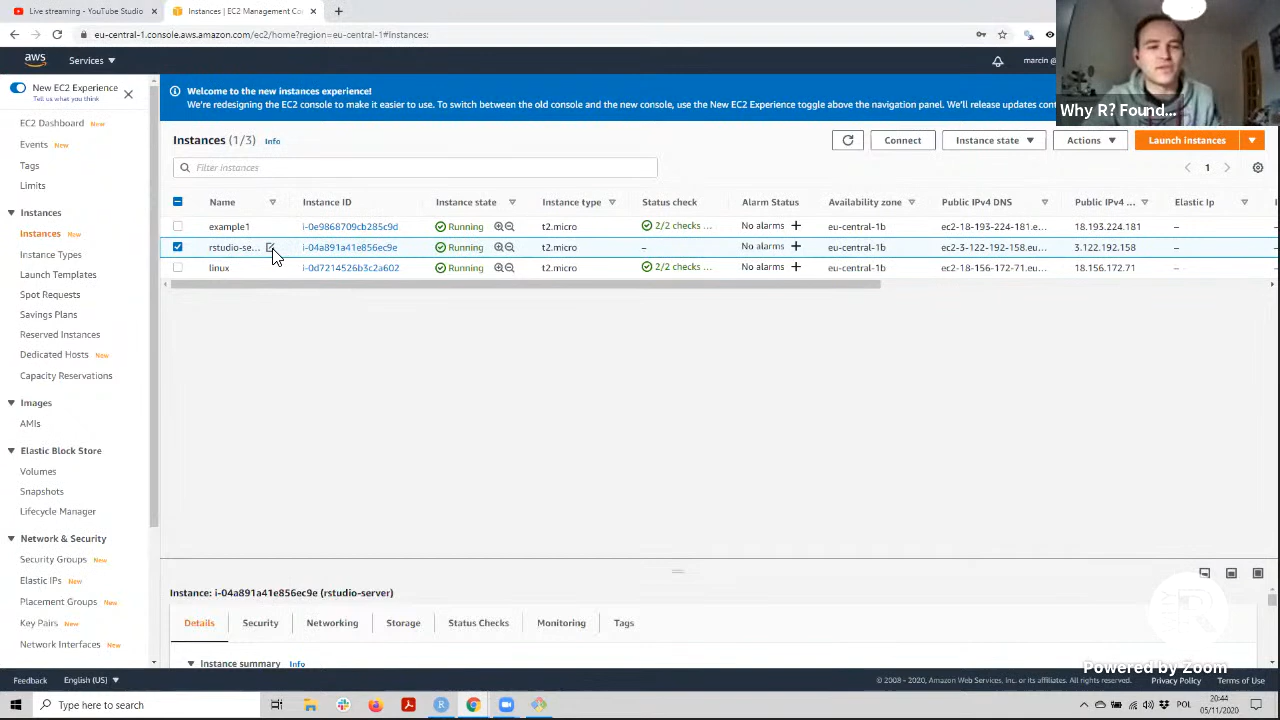 Live streaming - YouTube Studio
Instances | EC2 Management Co
eu-central-1.console.aws.amazon.com/ec2/home?region=eu-central-1#Instances:
aws
Services
marcin @
Why R? Found...
New EC2 Experience
Tell us what you think
EC2 Dashboard New
Events New
Tags
Limits
Instances
Instances New
Instance Types
Launch Templates
Spot Requests
Savings Plans
Reserved Instances
Dedicated Hosts New
Capacity Reservations
Images
AMIs
Elastic Block Store
Volumes
Snapshots
Lifecycle Manager
Network & Security
Security Groups New
Elastic IPs New
Placement Groups New
Key Pairs New
Network Interfaces New
Welcome to the new instances experience!
We're redesigning the EC2 console to make it easier to use. To switch between the old console and the new console, use the New EC2 Experience toggle above the navigation panel. We'll release updates con
Instances (1/3) Info
Connect
Instance state
Actions
Launch instances
Filter instances
1
Name Instance ID Instance state Instance type Status check Alarm Status Availability zone Public IPv4 DNS Public IPv4 ... Elastic Ip
example1 i-0e9868709cb285c9d Running t2.micro 2/2 checks ... No alarms + eu-central-1b ec2-18-193-224-181.eu... 18.193.224.181 –
rstudio-se... i-04a891a41e856ec9e Running t2.micro – No alarms + eu-central-1b ec2-3-122-192-158.eu... 3.122.192.158 –
linux i-0d7214526b3c2a602 Running t2.micro 2/2 checks ... No alarms + eu-central-1b ec2-18-156-172-71.eu... 18.156.172.71 –
Instance: i-04a891a41e856ec9e (rstudio-server)
Details Security Networking Storage Status Checks Monitoring Tags
Instance summary Info
Powered by Zoom
Feedback English (US)
© 2008 - 2020, Amazon Web Services, Inc. or its affiliates. All rights reserved. Privacy Policy Terms of Use
Type here to search
POL
20:44
05/11/2020